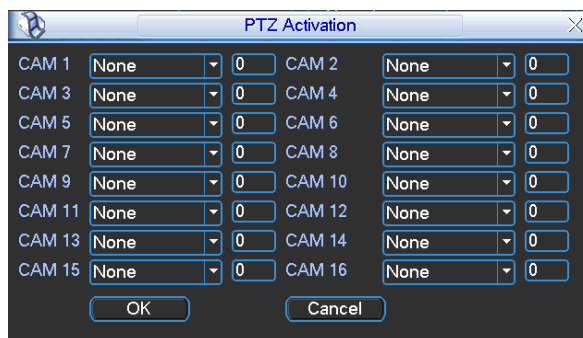 PTZ Activation
CAM 1 None 0 CAM 2 None 0
CAM 3 None 0 CAM 4 None 0
CAM 5 None 0 CAM 6 None 0
CAM 7 None 0 CAM 8 None 0
CAM 9 None 0 CAM 10 None 0
CAM 11 None 0 CAM 12 None 0
CAM 13 None 0 CAM 14 None 0
CAM 15 None 0 CAM 16 None 0
OK Cancel